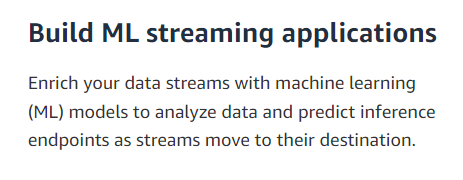 Build ML streaming applications
Enrich your data streams with machine learning
(ML) models to analyze data and predict inference
endpoints as streams move to their destination.